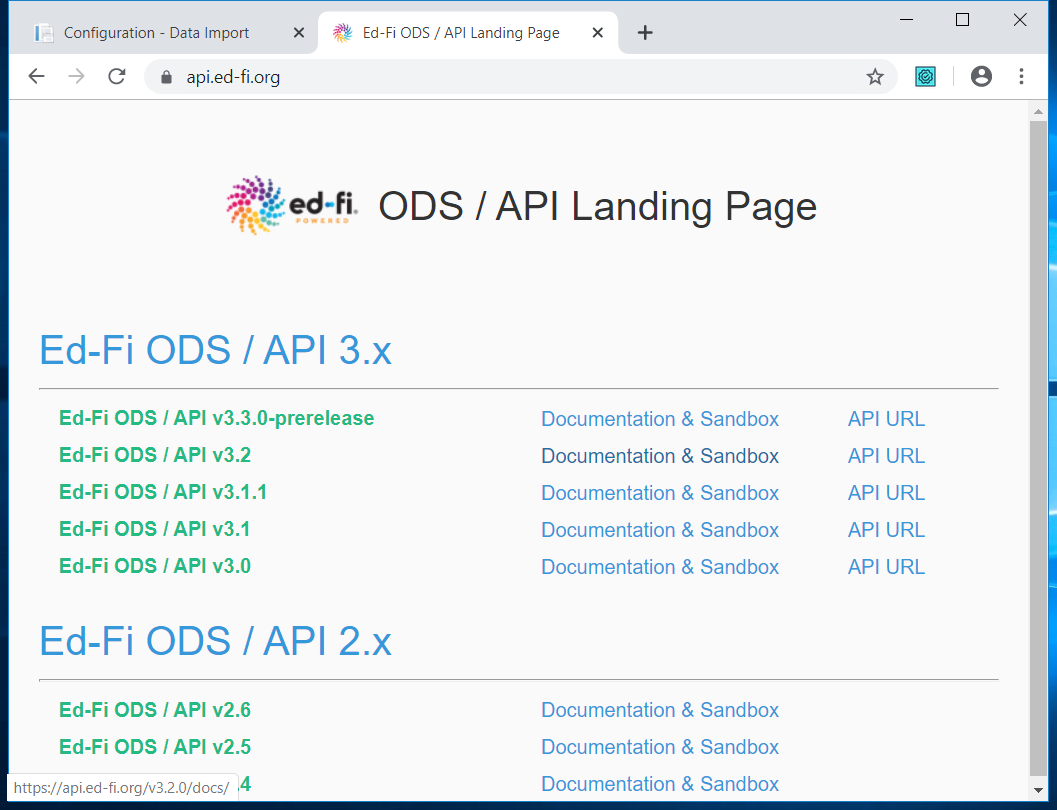 Configuration - Data Import
Ed-Fi ODS / API Landing Page
api.ed-fi.org
ed-fi. ODS / API Landing Page
POWERED
Ed-Fi ODS / API 3.x
Ed-Fi ODS / API v3.3.0-prerelease Documentation & Sandbox API URL
Ed-Fi ODS / API v3.2 Documentation & Sandbox API URL
Ed-Fi ODS / API v3.1.1 Documentation & Sandbox API URL
Ed-Fi ODS / API v3.1 Documentation & Sandbox API URL
Ed-Fi ODS / API v3.0 Documentation & Sandbox API URL
Ed-Fi ODS / API 2.x
Ed-Fi ODS / API v2.6 Documentation & Sandbox
Ed-Fi ODS / API v2.5 Documentation & Sandbox
https://api.ed-fi.org/v3.2.0/docs/ .4 Documentation & Sandbox